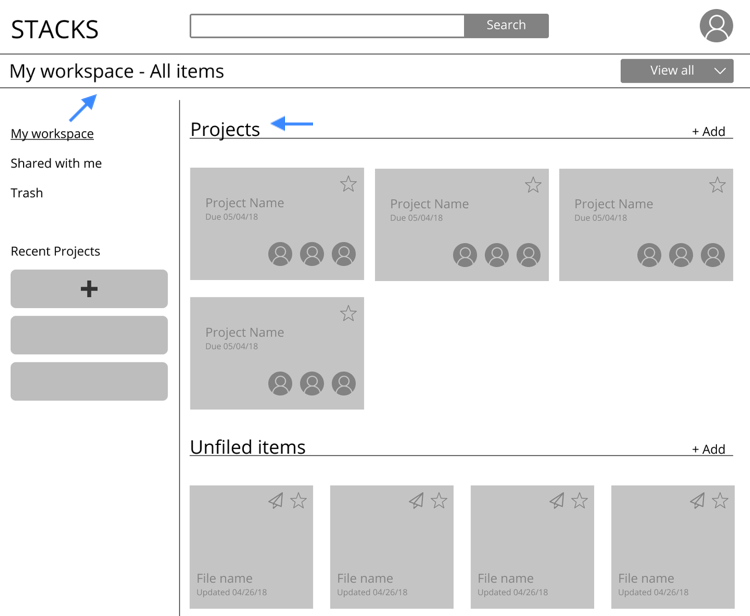 STACKS
Search
My workspace - All items
View all
My workspace
Shared with me
Trash
Recent Projects
Projects
+ Add
Project Name
Due 05/04/18
Project Name
Due 05/04/18
Project Name
Due 05/04/18
Project Name
Due 05/04/18
Unfiled items
+ Add
File name
Updated 04/26/18
File name
Updated 04/26/18
File name
Updated 04/26/18
File name
Updated 04/26/18